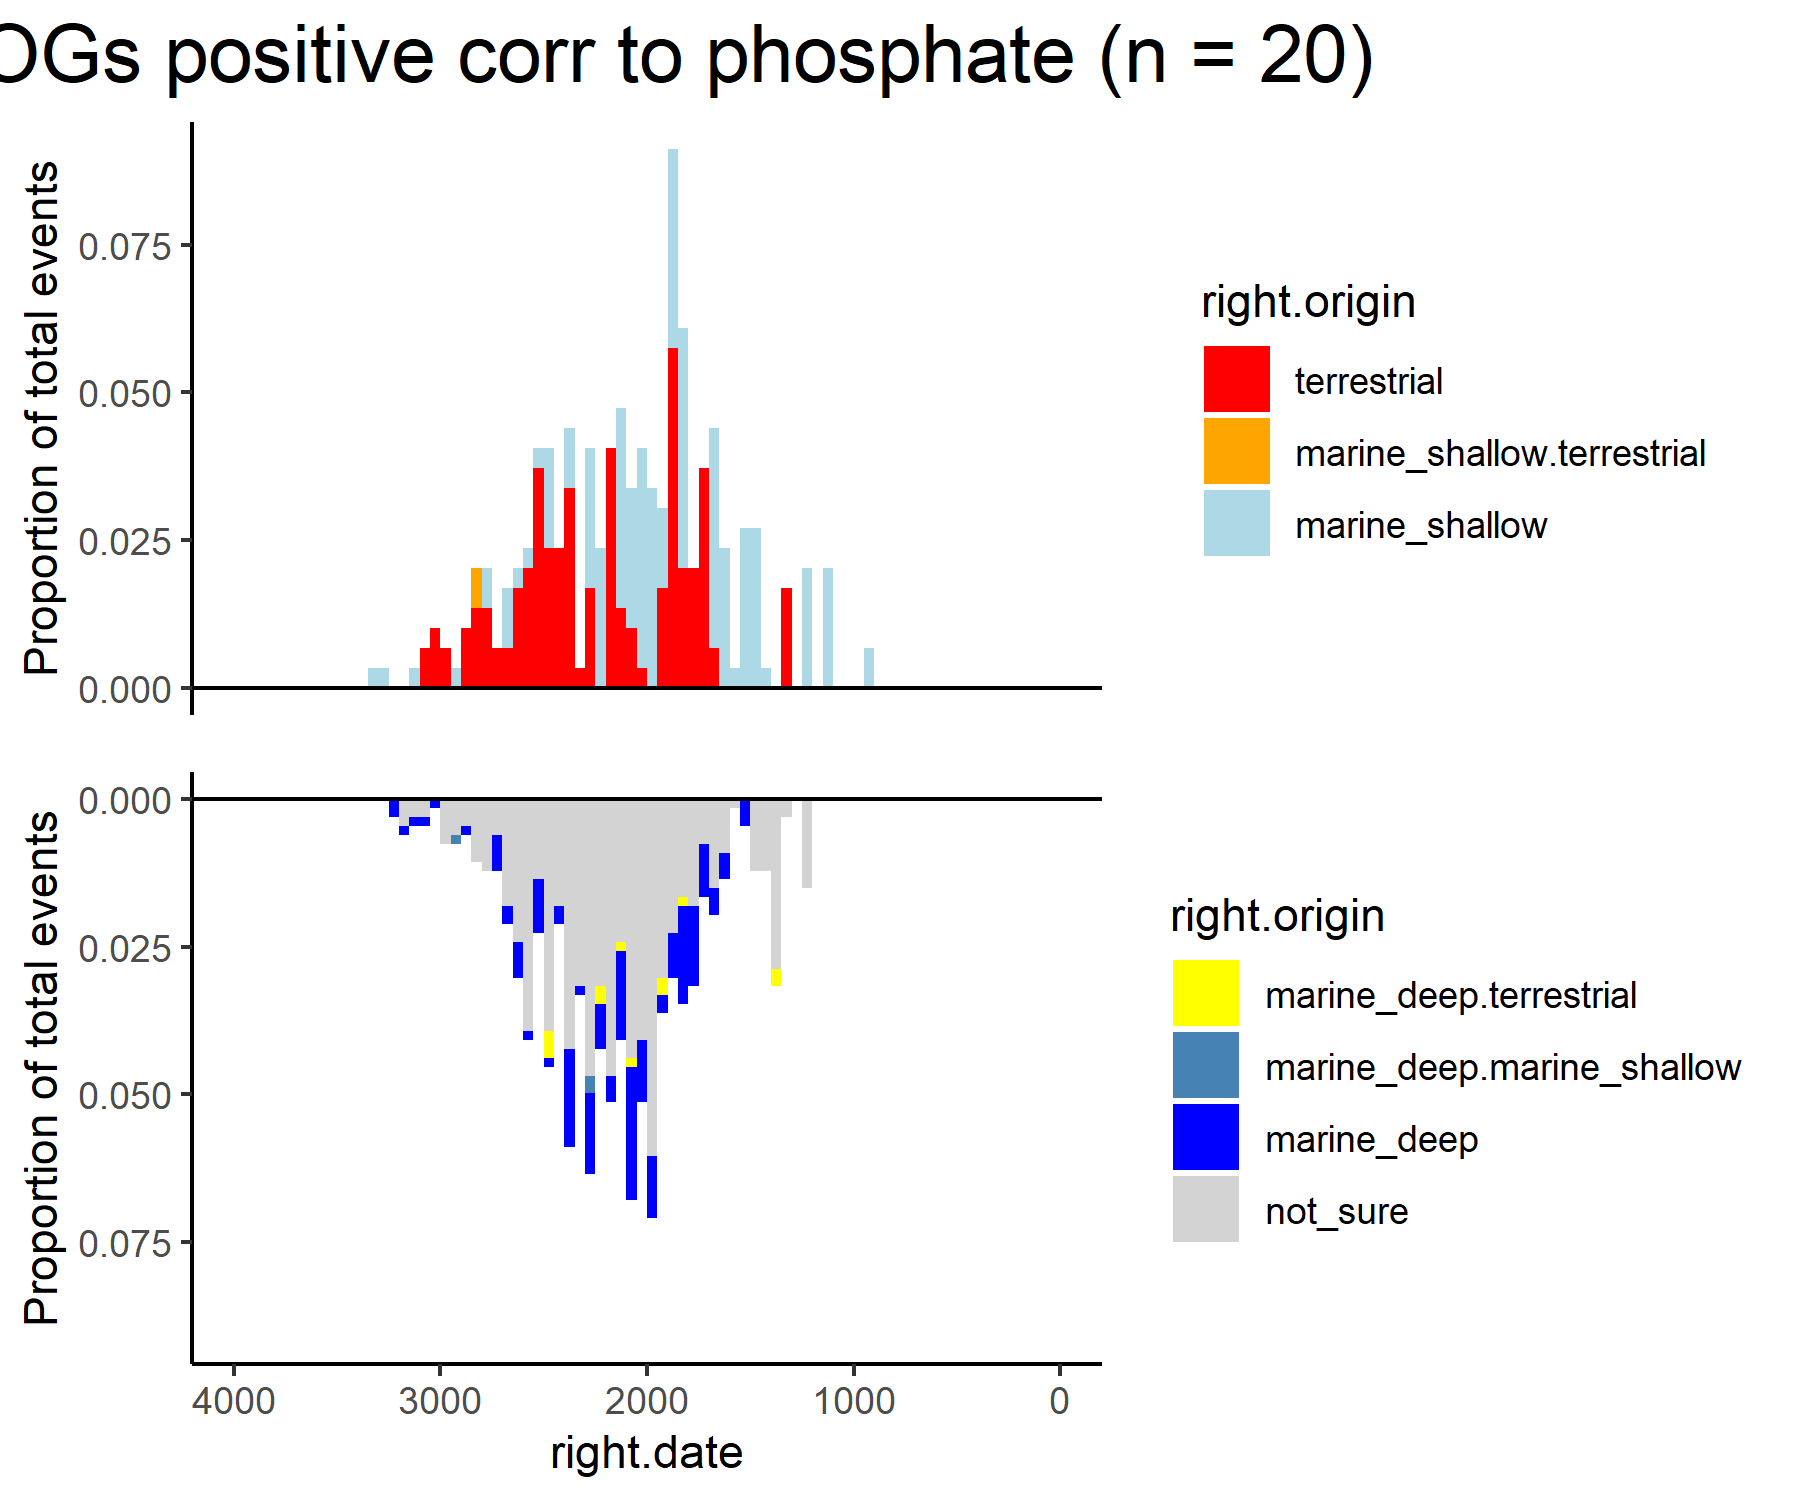 OGs positive corr to phosphate (n = 20)
Proportion of total events
0.075
0.050
0.025
0.000
right.origin
terrestrial
marine_shallow.terrestrial
marine_shallow
Proportion of total events
0.000
0.025
0.050
0.075
right.origin
marine_deep.terrestrial
marine_deep.marine_shallow
marine_deep
not_sure
4000 3000 2000 1000 0
right.date